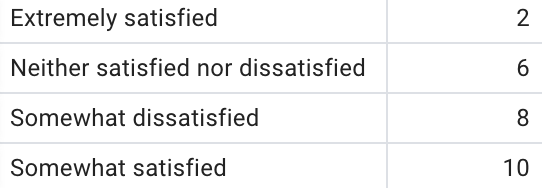 Extremely satisfied 2
Neither satisfied nor dissatisfied 6
Somewhat dissatisfied 8
Somewhat satisfied 10